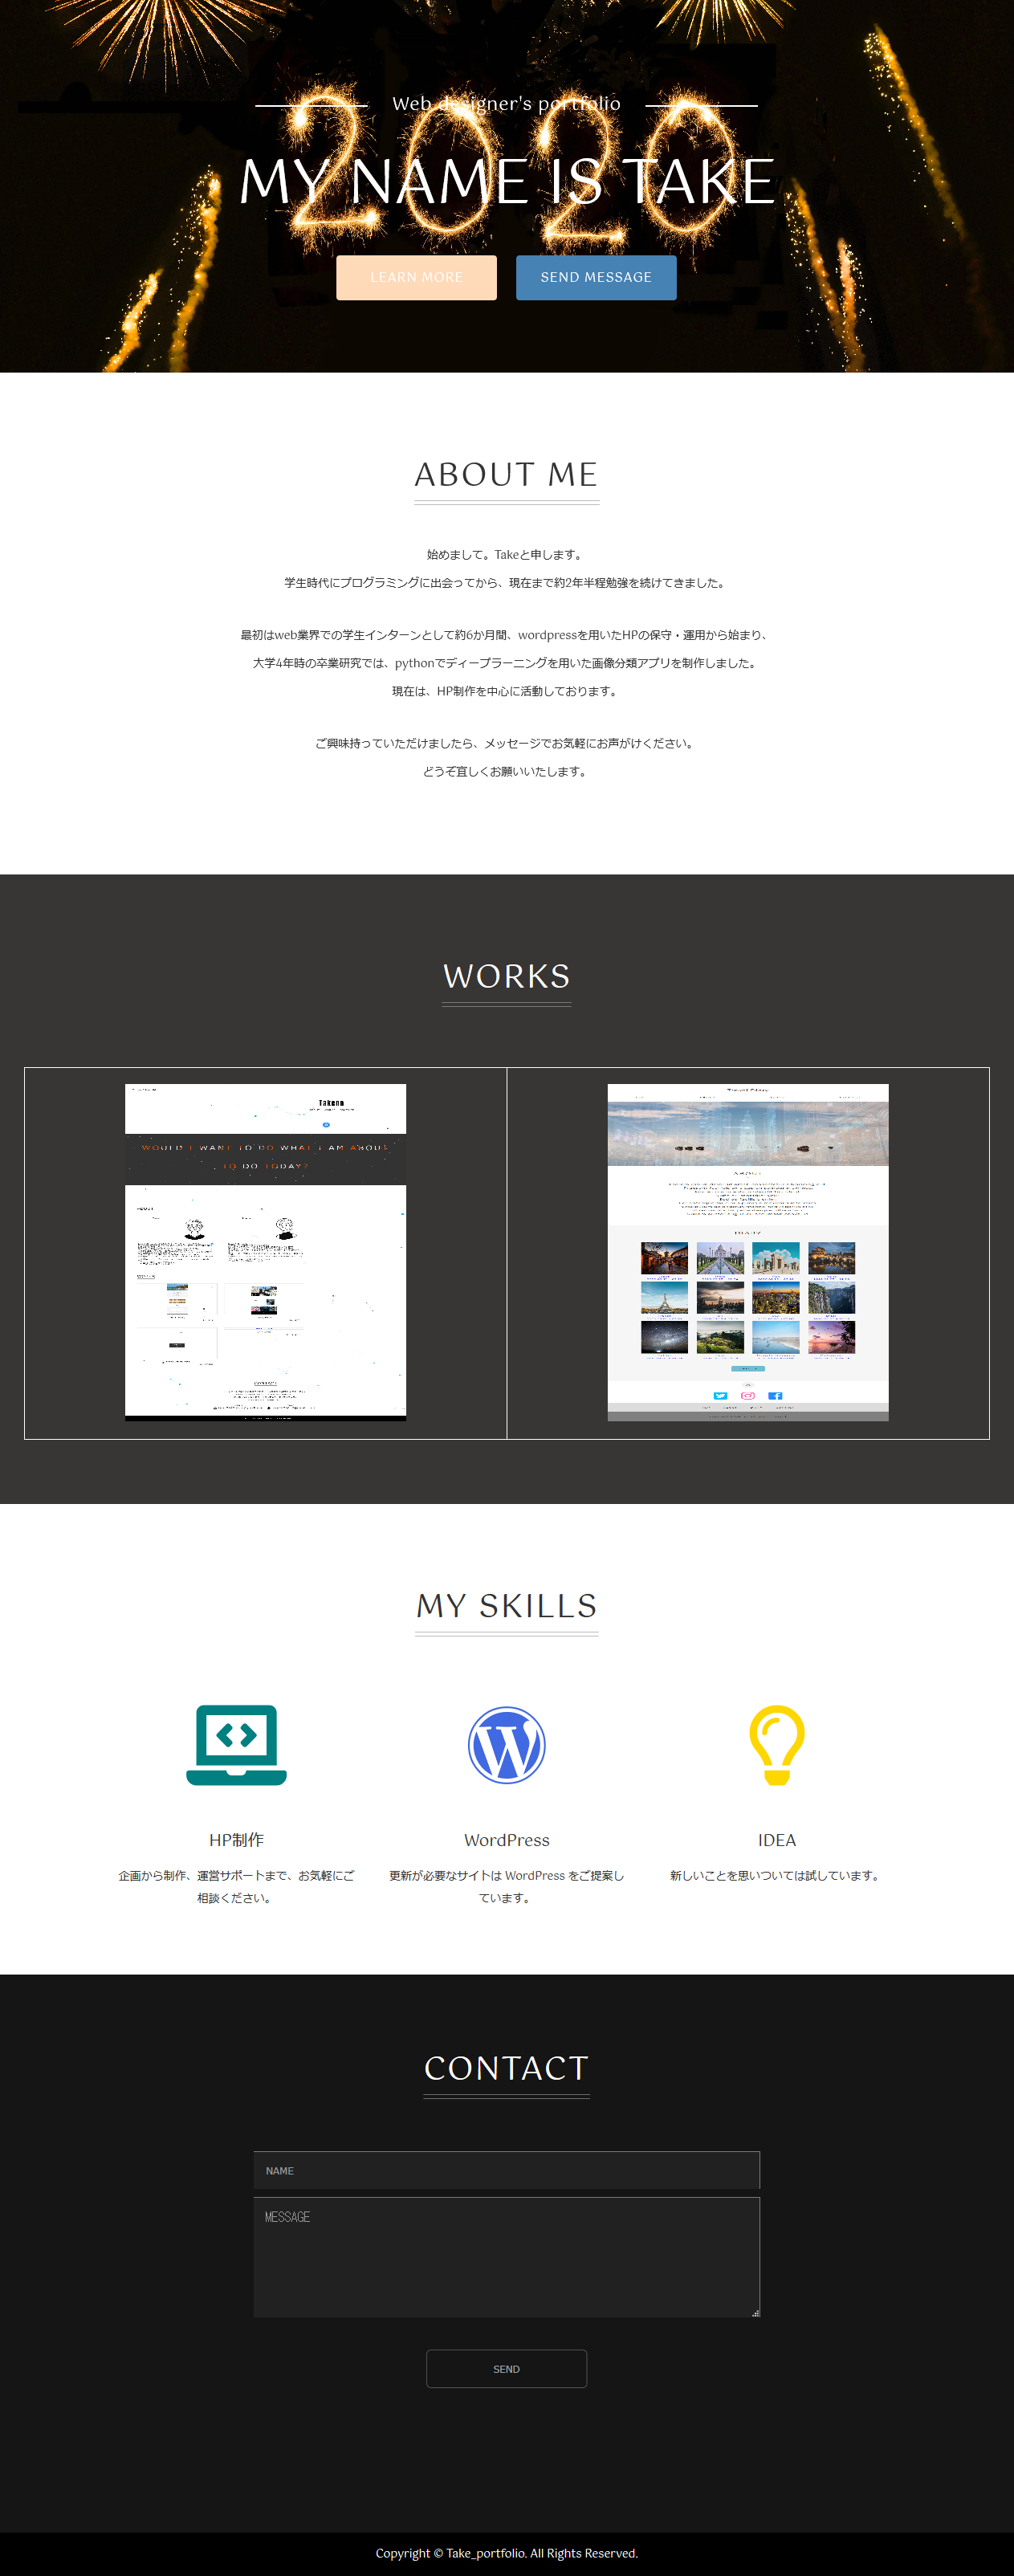 Web designer's portfolio
2020
MY NAME IS TAKE
LEARN MORE
SEND MESSAGE
ABOUT ME
始めまして。Takeと申します。
学生時代にプログラミングに出会ってから、現在まで約2年半程勉強を続けてきました。
最初はweb業界での学生インターンとして約6か月間、wordpressを用いたHPの保守・運用から始まり、
大学4年時の卒業研究では、pythonでディープラーニングを用いた画像分類アプリを制作しました。
現在は、HP制作を中心に活動しております。
ご興味持っていただけましたら、メッセージでお気軽にお声がけください。
どうぞ宜しくお願いいたします。
WORKS
Takenn
WOULD I WANT TO DO WHAT I AM ABOUT
TO DO TODAY?
ABOUT
MY SKILLS
HP制作
企画から制作、運営サポートまで、お気軽にご
相談ください。
WordPress
更新が必要なサイトは WordPress をご提案し
ています。
IDEA
新しいことを思いついては試しています。
CONTACT
NAME
MESSAGE
SEND
Copyright © Take_portfolio. All Rights Reserved.